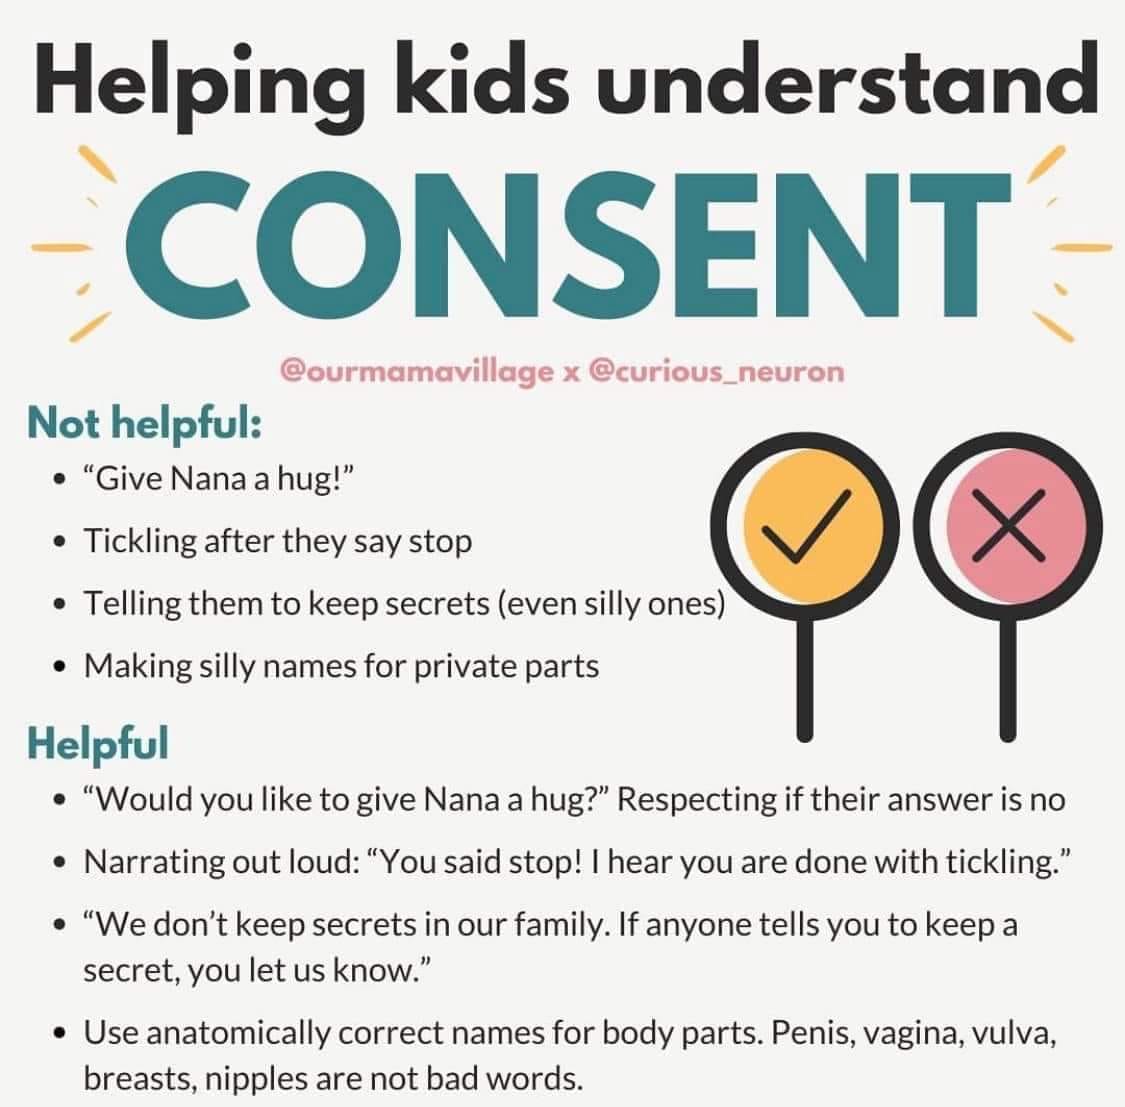 Helping kids understand
CONSENT
@ourmamavillage x @curious_neuron
Not helpful:
• “Give Nana a hug!”
• Tickling after they say stop
• Telling them to keep secrets (even silly ones)
• Making silly names for private parts
Helpful
• “Would you like to give Nana a hug?” Respecting if their answer is no
• Narrating out loud: “You said stop! I hear you are done with tickling.”
• “We don’t keep secrets in our family. If anyone tells you to keep a
secret, you let us know.”
• Use anatomically correct names for body parts. Penis, vagina, vulva,
breasts, nipples are not bad words.